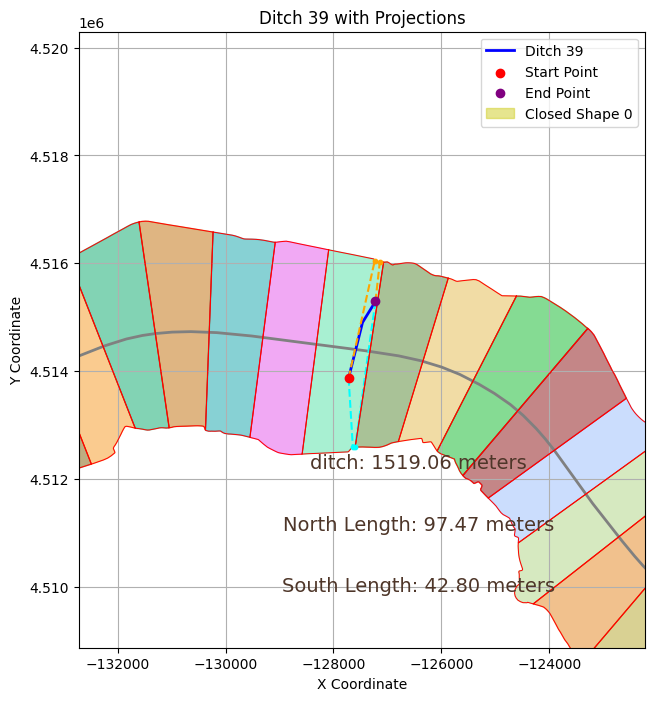 Ditch 39 with Projections
1e6
Ditch 39
Start Point
End Point
Closed Shape 0
4.520
4.518
4.516
4.514
4.512
4.510
Y Coordinate
ditch: 1519.06 meters
North Length: 97.47 meters
South Length: 42.80 meters
−132000 −130000 −128000 −126000 −124000
X Coordinate